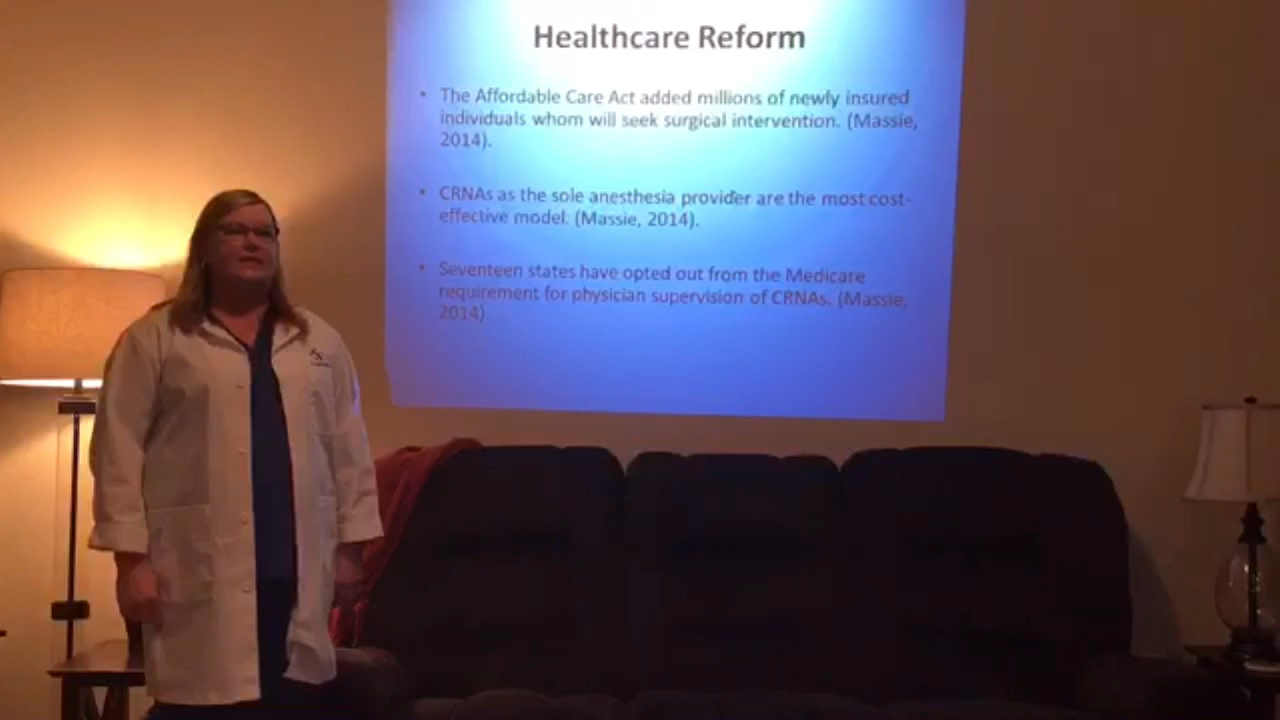 Healthcare Reform
• The Affordable Care Act added millions of newly insured
individuals whom will seek surgical intervention. (Massie,
2014).
• CRNAs as the sole anesthesia provider are the most cost-
effective model. (Massie, 2014).
• Seventeen states have opted out from the Medicare
requirement for physician supervision of CRNAs. (Massie,
2014).